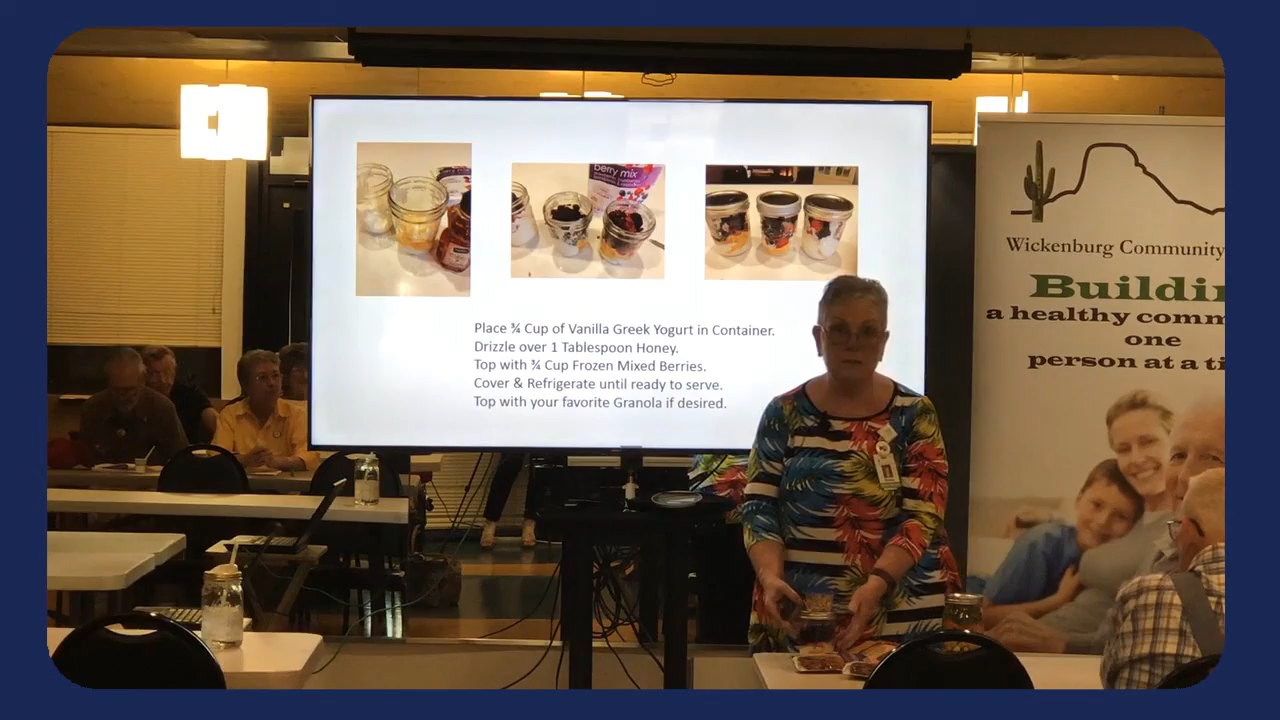 berry mix
Place ¾ Cup of Vanilla Greek Yogurt in Container.
Drizzle over 1 Tablespoon Honey.
Top with ¾ Cup Frozen Mixed Berries.
Cover & Refrigerate until ready to serve.
Top with your favorite Granola if desired.
Wickenburg Community
Buildin
a healthy comm
one
person at a ti